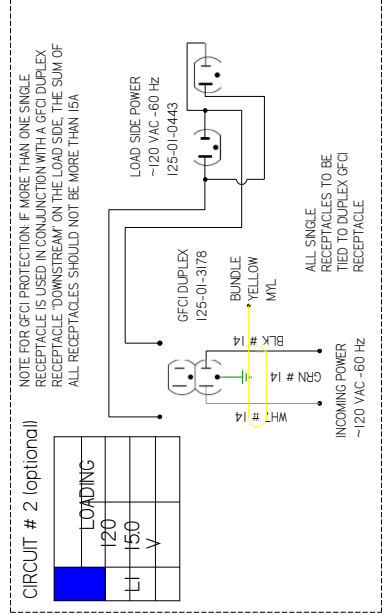 CIRCUIT # 2 (optional)
LOADING
120
L1 15.0
V
NOTE FOR GFCI PROTECTION: IF MORE THAN ONE SINGLE
RECEPTACLE IS USED IN CONJUNCTION WITH A GFCI DUPLEX
RECEPTACLE "DOWNSTREAM" ON THE LOAD SIDE, THE SUM OF
ALL RECEPTACLES SHOULD NOT BE MORE THAN 15A
LOAD SIDE POWER
~120 VAC -60 Hz
125-01-0443
GFCI DUPLEX
125-01-3178
BUNDLE
YELLOW
MYL
WHT # 14
GRN # 14
BLK # 14
INCOMING POWER
~120 VAC -60 Hz
ALL SINGLE
RECEPTACLES TO BE
TIED TO DUPLEX GFCI
RECEPTACLE